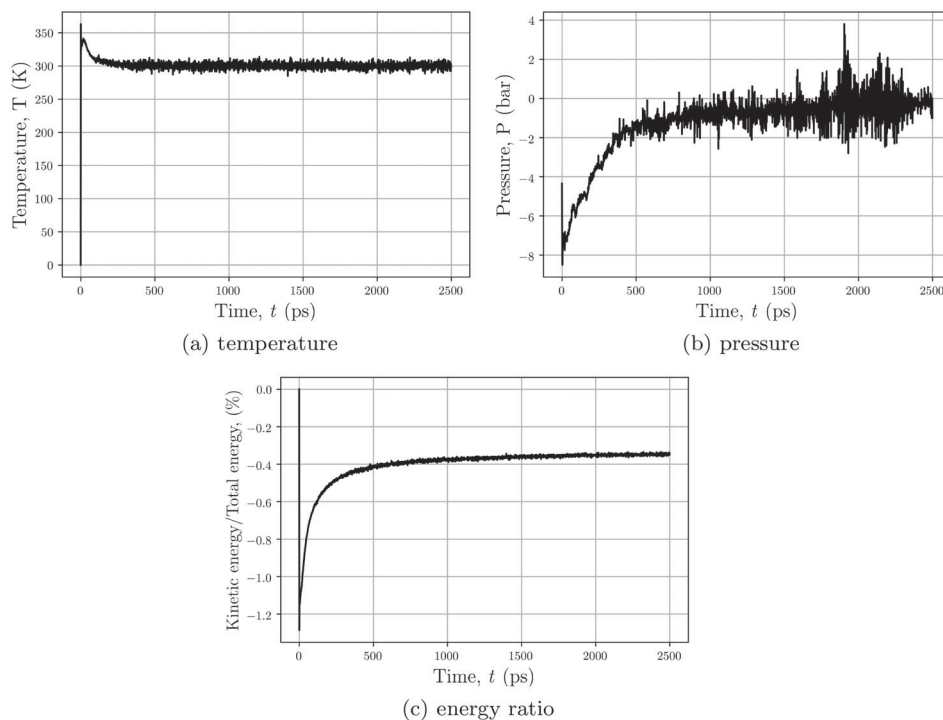 350
300
250
200
150
100
50
0
Temperature, T (K)
0 500 1000 1500 2000 2500
Time, t (ps)
(a) temperature
4
2
0
−2
−4
−6
−8
Pressure, P (bar)
0 500 1000 1500 2000 2500
Time, t (ps)
(b) pressure
0.0
−0.2
−0.4
−0.6
−0.8
−1.0
−1.2
Kinetic energy/Total energy, (%)
0 500 1000 1500 2000 2500
Time, t (ps)
(c) energy ratio